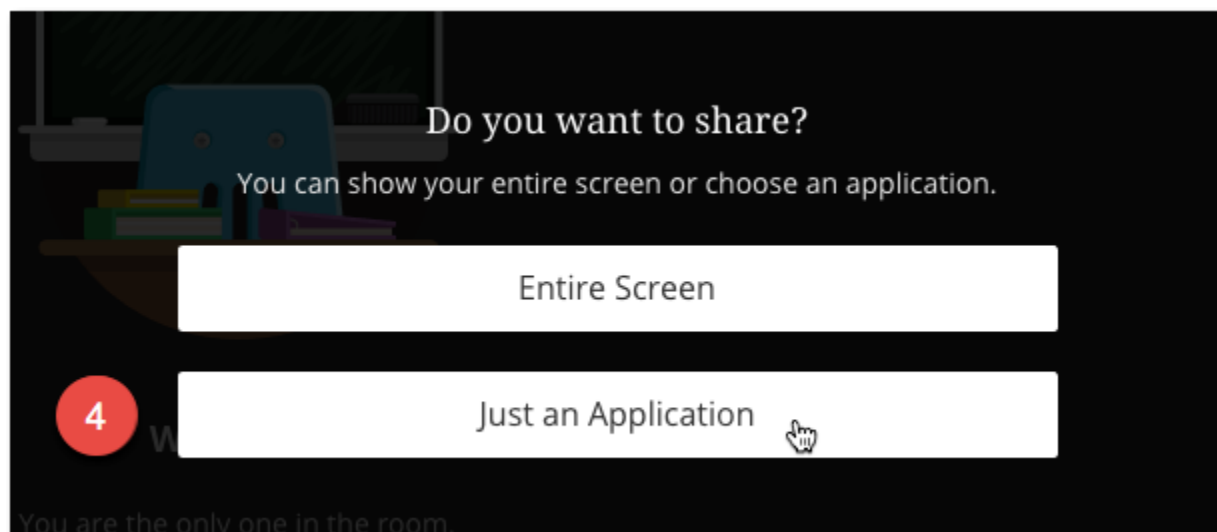 Do you want to share?
You can show your entire screen or choose an application.
Entire Screen
4
Just an Application
W
You are the only one in the room.